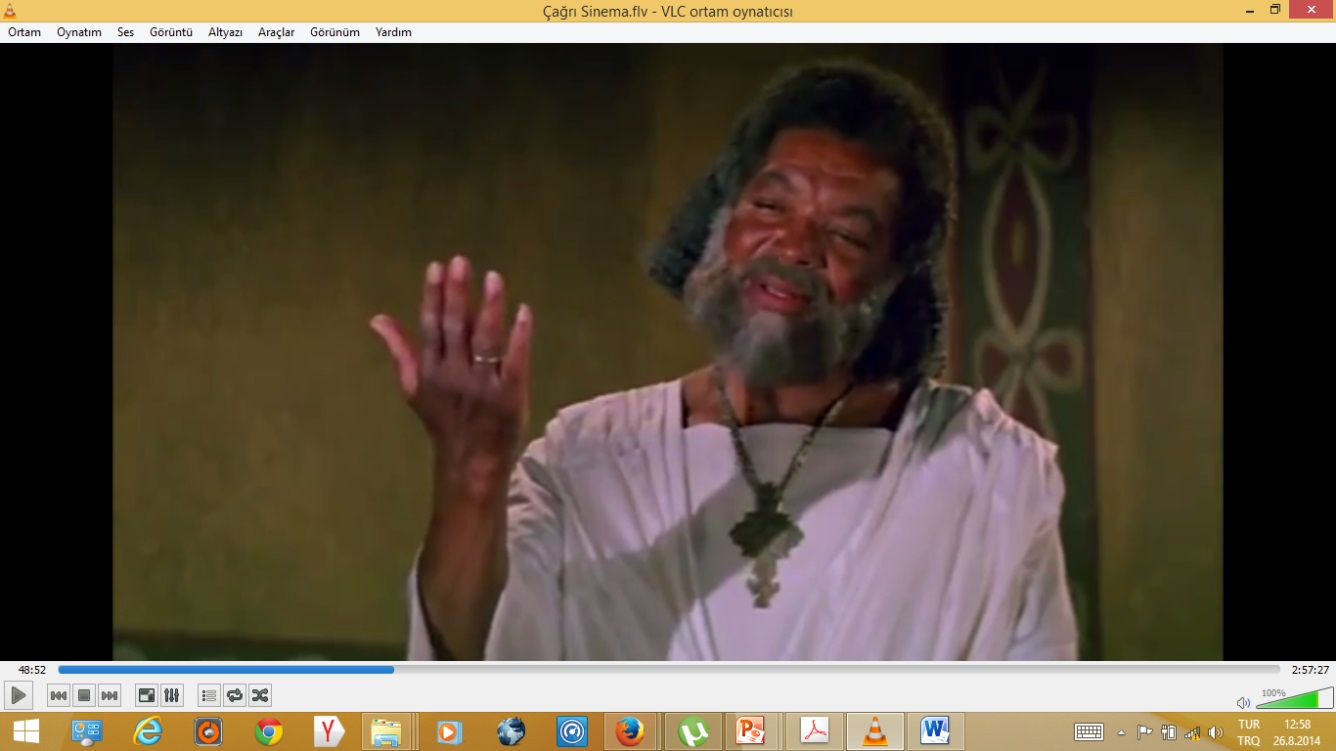 Çağrı Sinema.flv - VLC ortam oynatıcısı
Ortam Oynatım Ses Görüntü Altyazı Araçlar Görünüm Yardım
48:52 2:57:27
100%
TUR 12:58
TRQ 26.8.2014